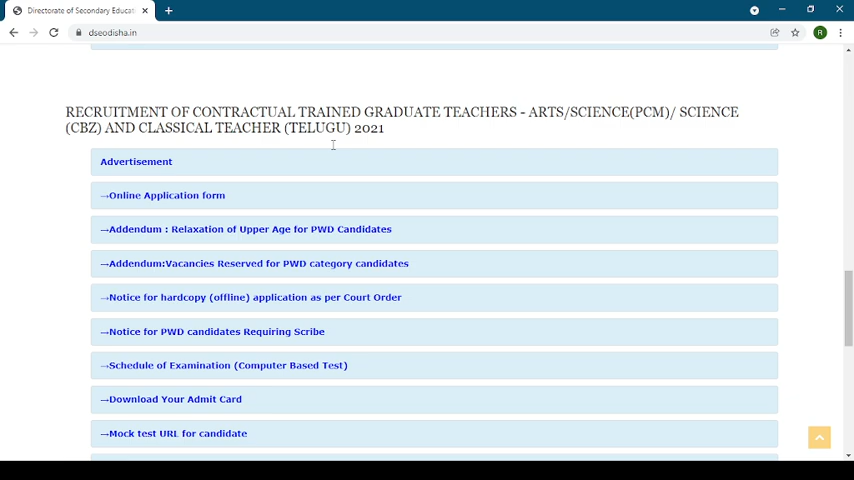 Directorate of Secondary Educat
dseodisha.in
R
RECRUITMENT OF CONTRACTUAL TRAINED GRADUATE TEACHERS - ARTS/SCIENCE(PCM)/ SCIENCE
(CBZ) AND CLASSICAL TEACHER (TELUGU) 2021
Advertisement
→Online Application form
→Addendum : Relaxation of Upper Age for PWD Candidates
→Addendum:Vacancies Reserved for PWD category candidates
→Notice for hardcopy (offline) application as per Court Order
→Notice for PWD candidates Requiring Scribe
→Schedule of Examination (Computer Based Test)
→Download Your Admit Card
→Mock test URL for candidate